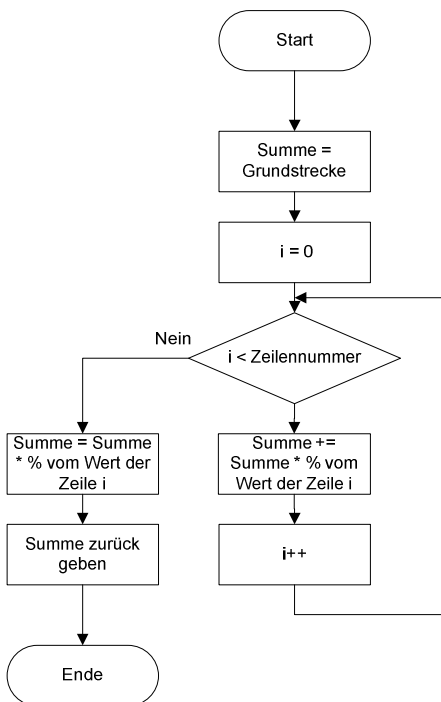 Start
Summe =
Grundstrecke
i = 0
Nein
i < Zeilennummer
Summe = Summe
* % vom Wert der
Zeile i
Summe +=
Summe * % vom
Wert der Zeile i
Summe zurück
geben
i++
Ende